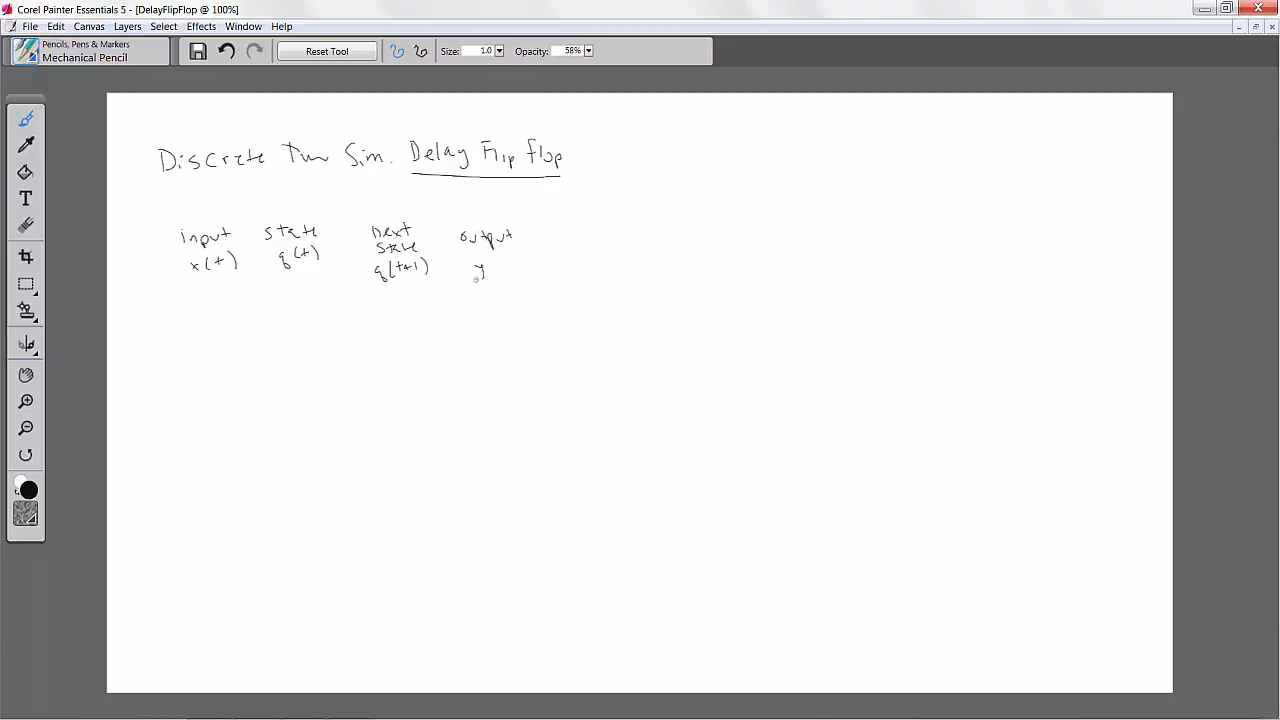 Corel Painter Essentials 5 - [DelayFlipFlop @ 100%]
File Edit Canvas Layers Select Effects Window Help
Pencils, Pens & Markers
Mechanical Pencil
Reset Tool
Size: 1.0
Opacity: 58%
Discrete Sim. Delay Flip Flop
input state next state output
x(t) q(t) q(t+1) y